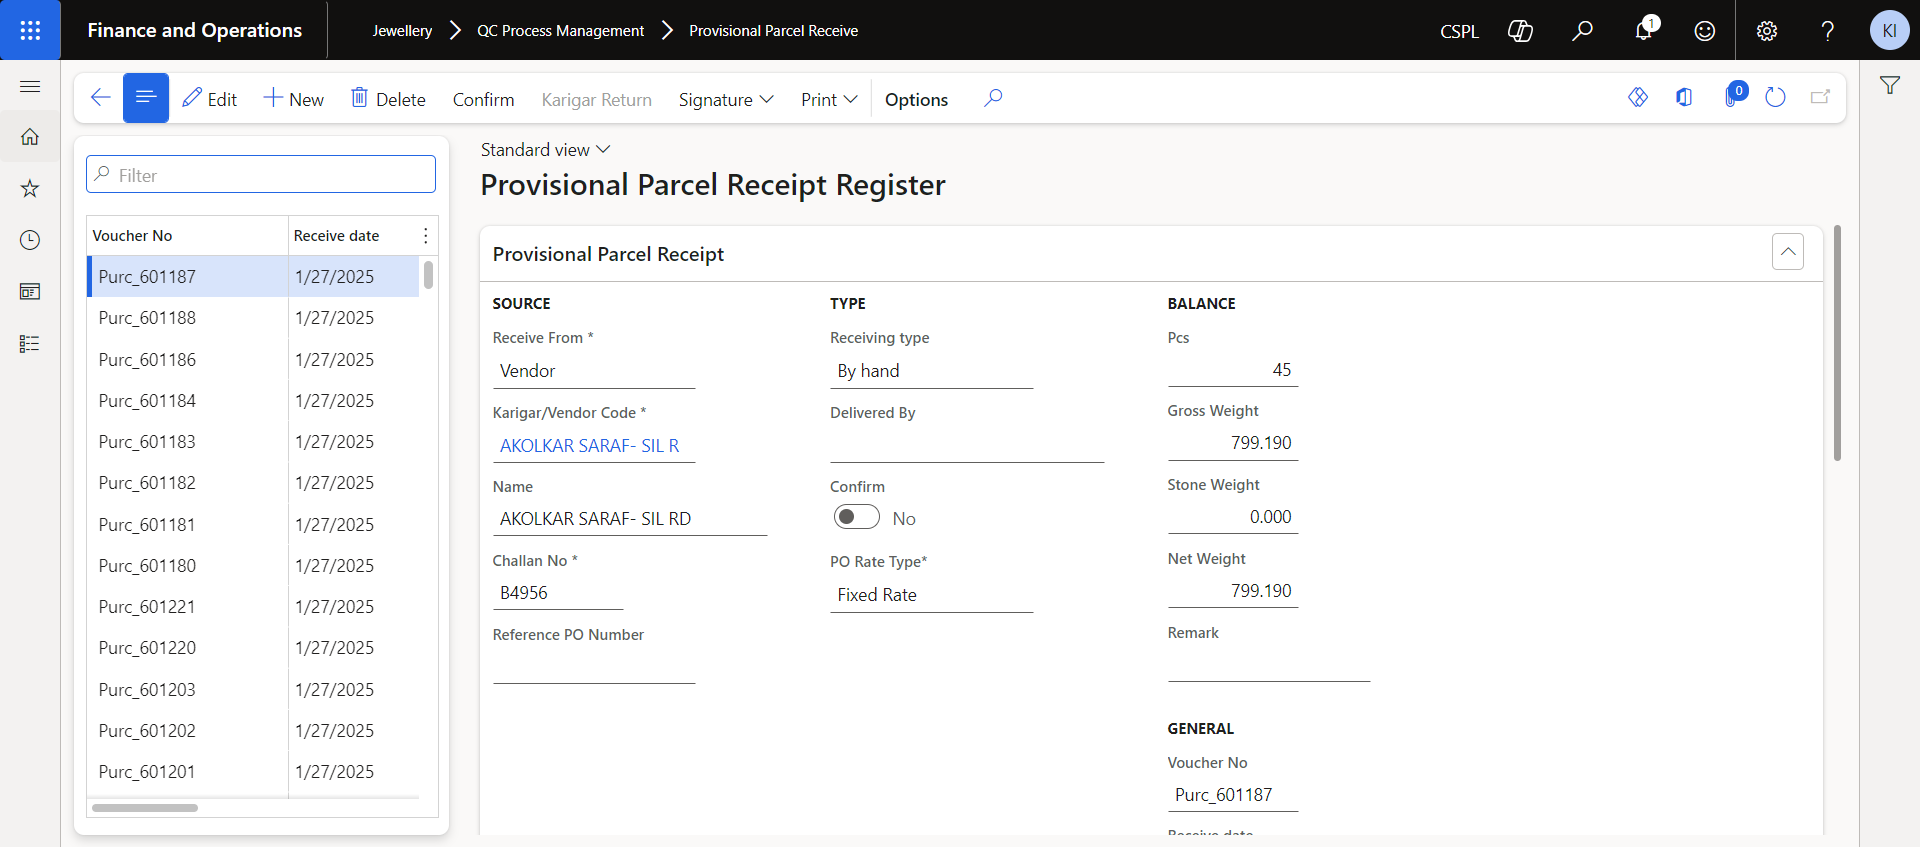 Finance and Operations
Jewellery
QC Process Management
Provisional Parcel Receive
CSPL
1
?
KI
Edit
New
Delete
Confirm
Karigar Return
Signature
Print
Options
0
Filter
Voucher No
Receive date
Purc_601187 1/27/2025
Purc_601188 1/27/2025
Purc_601186 1/27/2025
Purc_601184 1/27/2025
Purc_601183 1/27/2025
Purc_601182 1/27/2025
Purc_601181 1/27/2025
Purc_601180 1/27/2025
Purc_601221 1/27/2025
Purc_601220 1/27/2025
Purc_601203 1/27/2025
Purc_601202 1/27/2025
Purc_601201 1/27/2025
Standard view
Provisional Parcel Receipt Register
Provisional Parcel Receipt
SOURCE
Receive From *
Vendor
Karigar/Vendor Code *
AKOLKAR SARAF- SIL R
Name
AKOLKAR SARAF- SIL RD
Challan No *
B4956
Reference PO Number
TYPE
Receiving type
By hand
Delivered By
Confirm
No
PO Rate Type*
Fixed Rate
BALANCE
Pcs
45
Gross Weight
799.190
Stone Weight
0.000
Net Weight
799.190
Remark
GENERAL
Voucher No
Purc_601187
Receive date